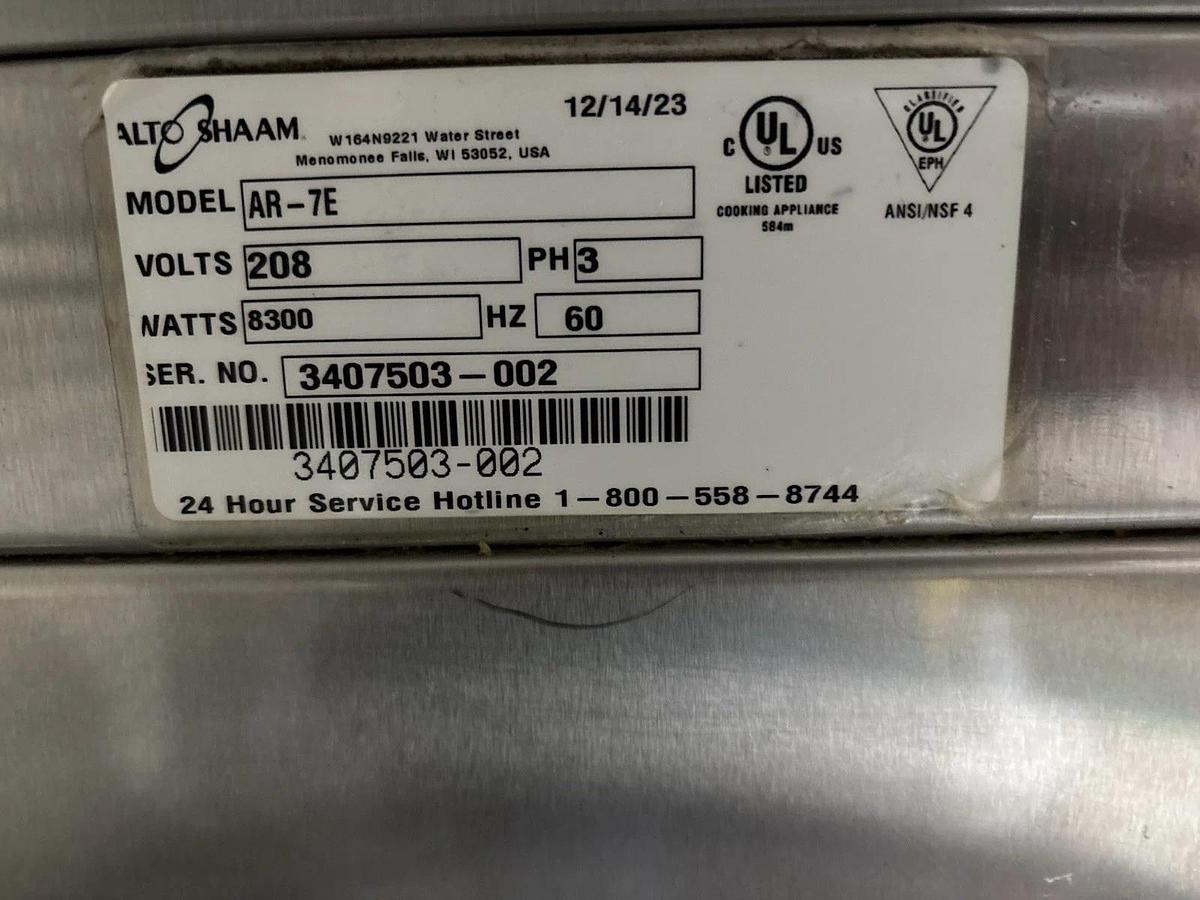 ALTO SHAAM.
12/14/23
W164N9221 Water Street
Menomonee Falls, WI 53052, USA
C UL US
LISTED
COOKING APPLIANCE
584m
CLASSIFIED
UL
EPH
ANSI/NSF 4
MODEL AR-7E
VOLTS 208 PH 3
WATTS 8300 HZ 60
SER. NO. 3407503-002
3407503-002
24 Hour Service Hotline 1-800-558-8744